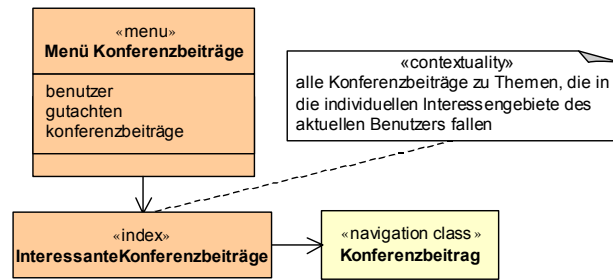 «menu»
Menü Konferenzbeiträge
benutzer
gutachten
konferenzbeiträge
«contextuality»
alle Konferenzbeiträge zu Themen, die in
die individuellen Interessengebiete des
aktuellen Benutzers fallen
«index»
InteressanteKonferenzbeiträge
«navigation class»
Konferenzbeitrag